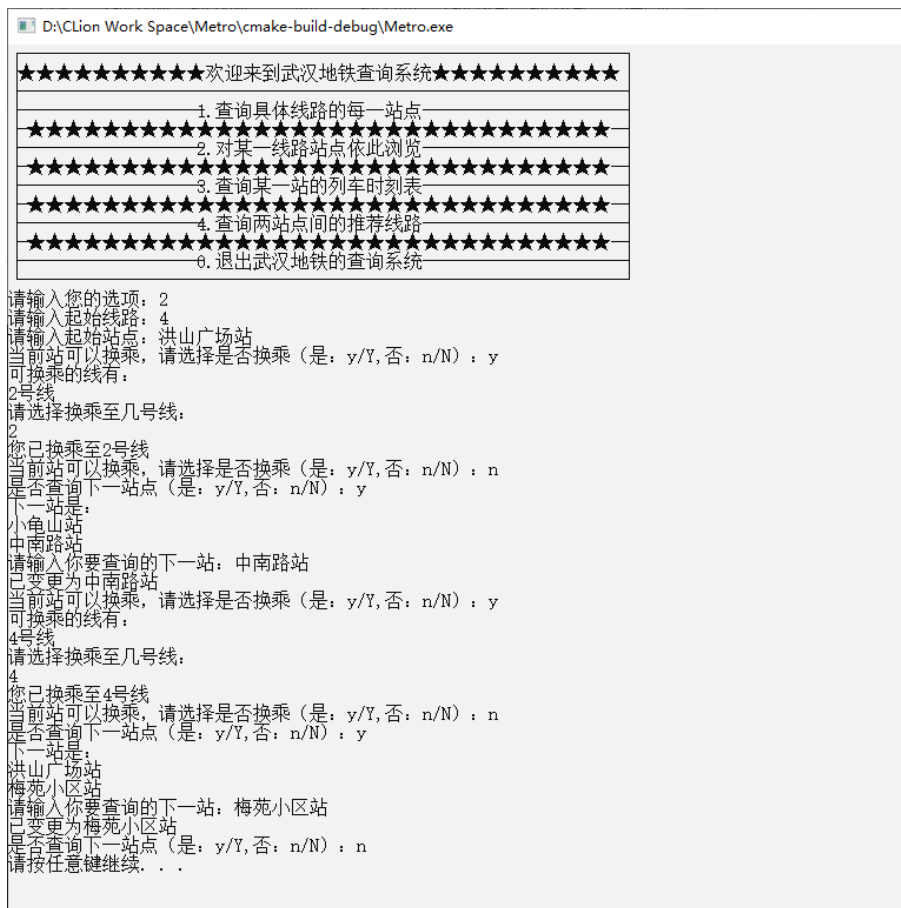 D:\CLion Work Space\Metro\cmake-build-debug\Metro.exe
★★★★★★★★★★欢迎来到武汉地铁查询系统★★★★★★★★★★
1.查询具体线路的每一站点
★★★★★★★★★★★★★★★★★★★★★★★★★★★★★★★
2.对某一线路站点依此浏览
★★★★★★★★★★★★★★★★★★★★★★★★★★★★★★★
3.查询某一站的列车时刻表
★★★★★★★★★★★★★★★★★★★★★★★★★★★★★★★
4.查询两站点间的推荐线路
★★★★★★★★★★★★★★★★★★★★★★★★★★★★★★★
0.退出武汉地铁的查询系统
请输入您的选项：2
请输入起始线路：4
请输入起始站点：洪山广场站
当前站可以换乘，请选择是否换乘（是：y/Y,否：n/N）：y
可换乘的线有：
2号线
请选择换乘至几号线：
2
您已换乘至2号线
当前站可以换乘，请选择是否换乘（是：y/Y,否：n/N）：n
是否查询下一站点（是：y/Y,否：n/N）：y
下一站是：
小龟山站
中南路站
请输入你要查询的下一站：中南路站
已变更为中南路站
当前站可以换乘，请选择是否换乘（是：y/Y,否：n/N）：y
可换乘的线有：
4号线
请选择换乘至几号线：
4
您已换乘至4号线
当前站可以换乘，请选择是否换乘（是：y/Y,否：n/N）：n
是否查询下一站点（是：y/Y,否：n/N）：y
下一站是：
洪山广场站
梅苑小区站
请输入你要查询的下一站：梅苑小区站
已变更为梅苑小区站
是否查询下一站点（是：y/Y,否：n/N）：n
请按任意键继续. . .